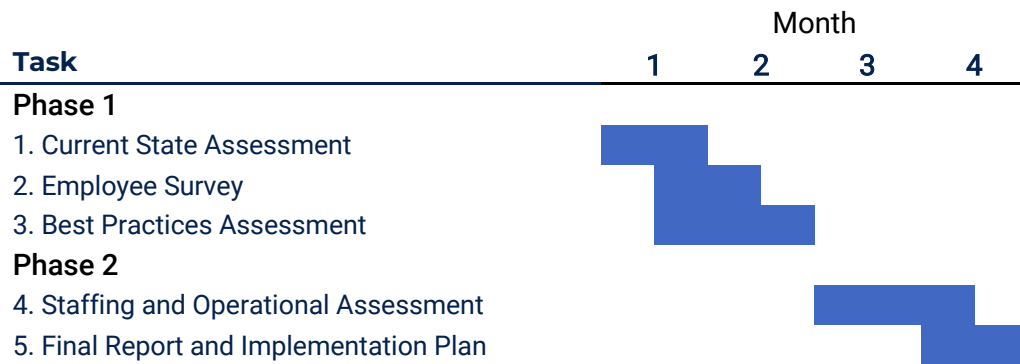 Month
Task 1 2 3 4
Phase 1
1. Current State Assessment
2. Employee Survey
3. Best Practices Assessment
Phase 2
4. Staffing and Operational Assessment
5. Final Report and Implementation Plan